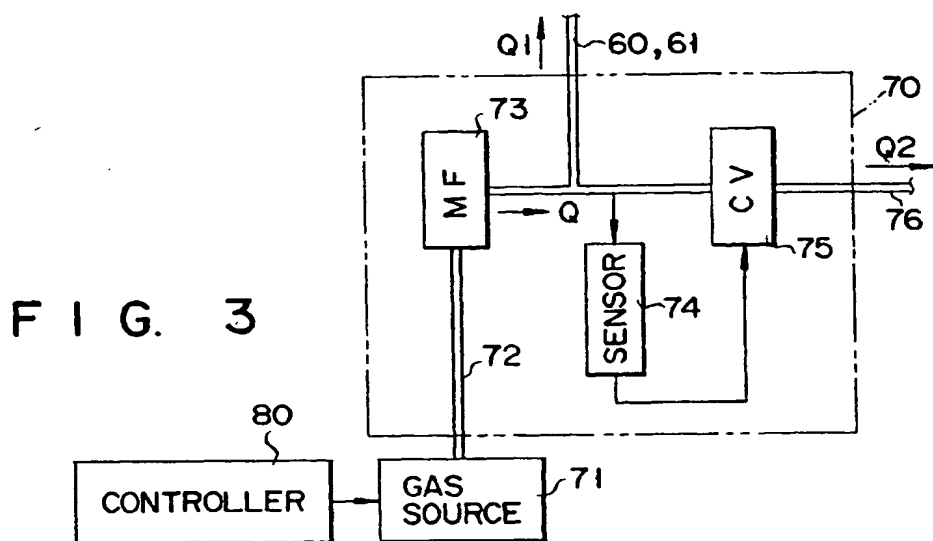 Q1
60,61
70
73
Q2
MF
Q
CV
76
75
SENSOR
74
FIG. 3
72
80
CONTROLLER
GAS
SOURCE
71